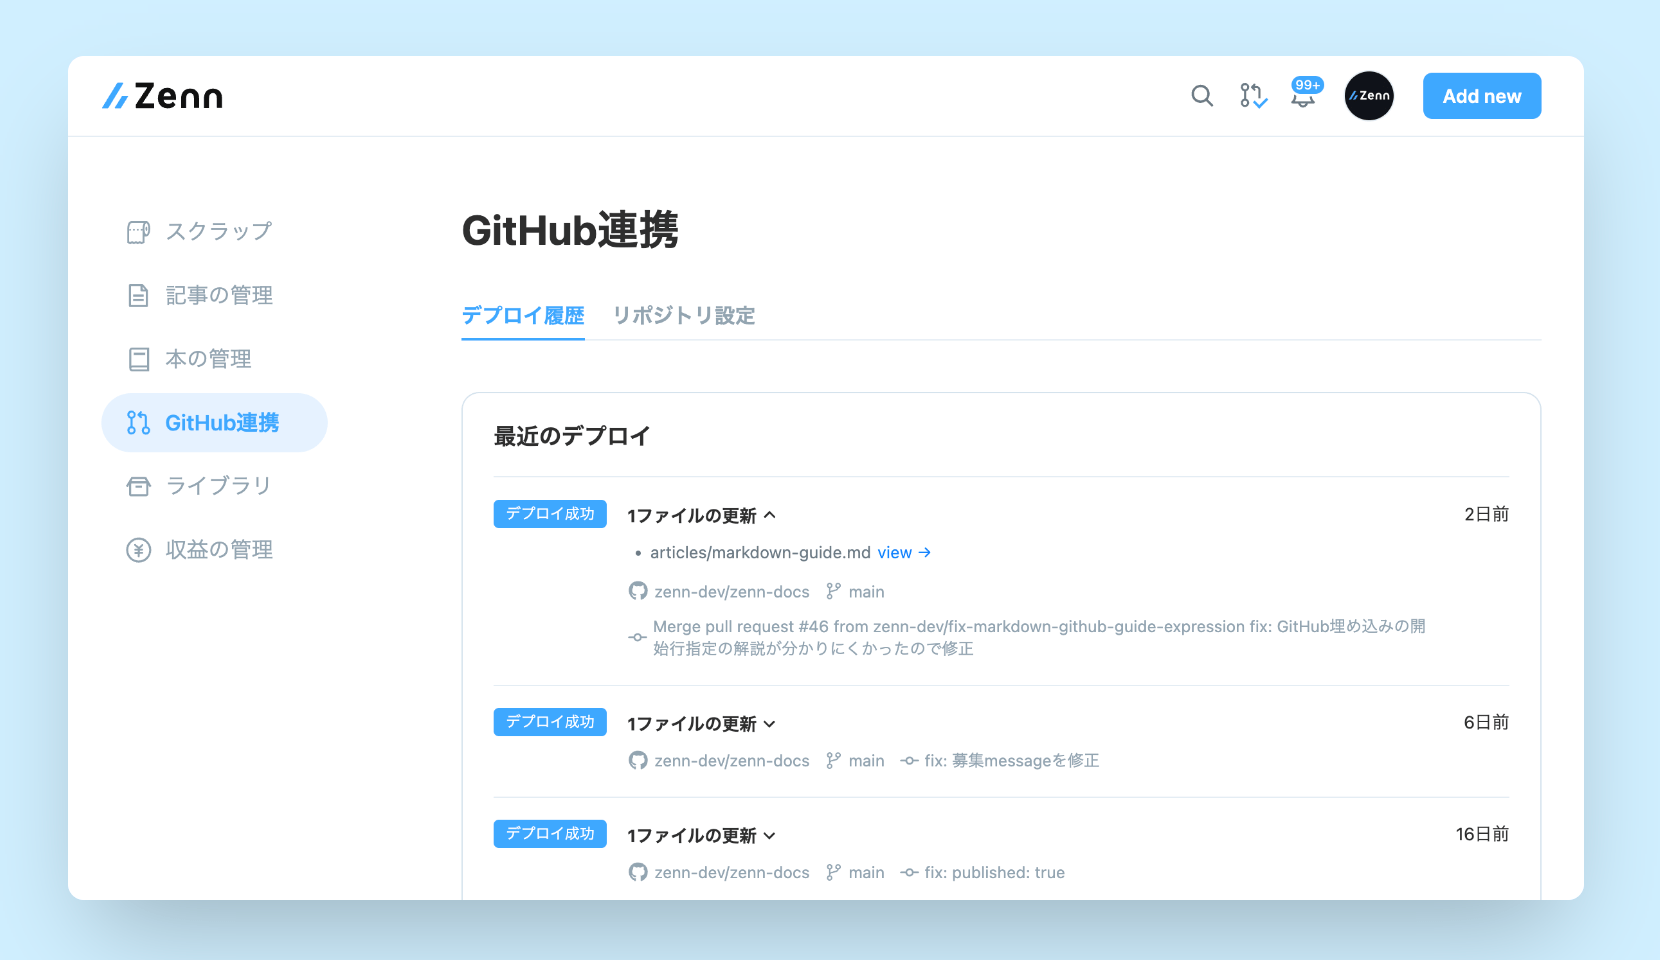 Zenn
99+
Zenn
Add new
スクラップ
記事の管理
本の管理
GitHub連携
ライブラリ
収益の管理
GitHub連携
デプロイ履歴 リポジトリ設定
最近のデプロイ
デプロイ成功 1ファイルの更新 2日前
• articles/markdown-guide.md view →
zenn-dev/zenn-docs main
Merge pull request #46 from zenn-dev/fix-markdown-github-guide-expression fix: GitHub埋め込みの開
始行指定の解説が分かりにくかったので修正
デプロイ成功 1ファイルの更新 6日前
zenn-dev/zenn-docs main fix: 募集messageを修正
デプロイ成功 1ファイルの更新 16日前
zenn-dev/zenn-docs main fix: published: true